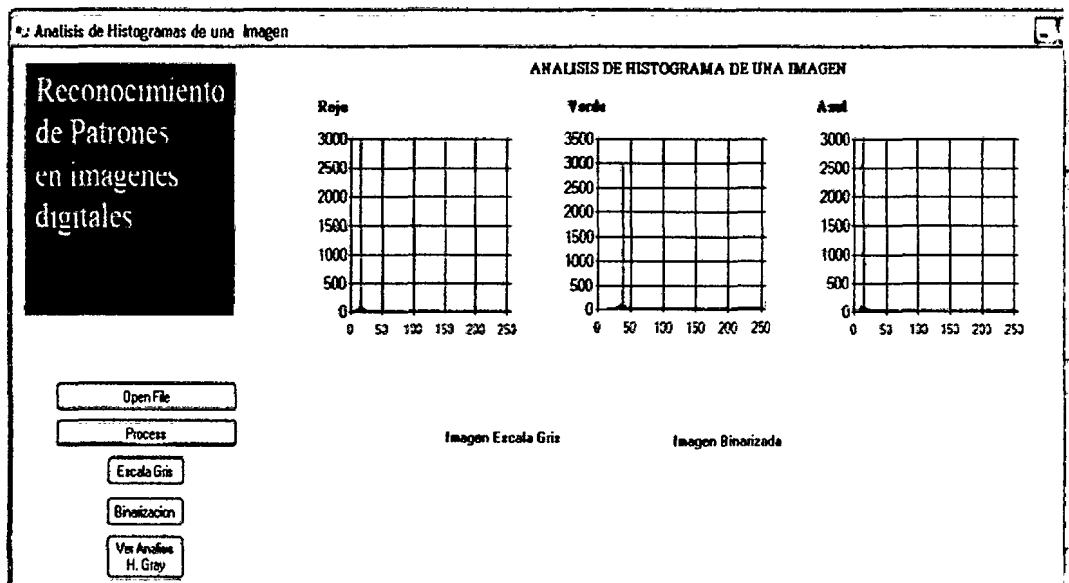 Analisis de Histogramas de una Imagen
ANALISIS DE HISTOGRAMA DE UNA IMAGEN
Reconocimiento
de Patrones
en imagenes
digitales
Rojo
Verde
Azul
3000
2500
2000
1500
1000
500
0
0 50 100 150 200 250
3500
3000
2500
2000
1500
1000
500
0
0 50 100 150 200 250
3000
2500
2000
1500
1000
500
0
0 50 100 150 200 250
Open File
Process
Escala Gris
Binarizacion
Ver Analisis
H. Gray
Imagen Escala Gris
Imagen Binarizada